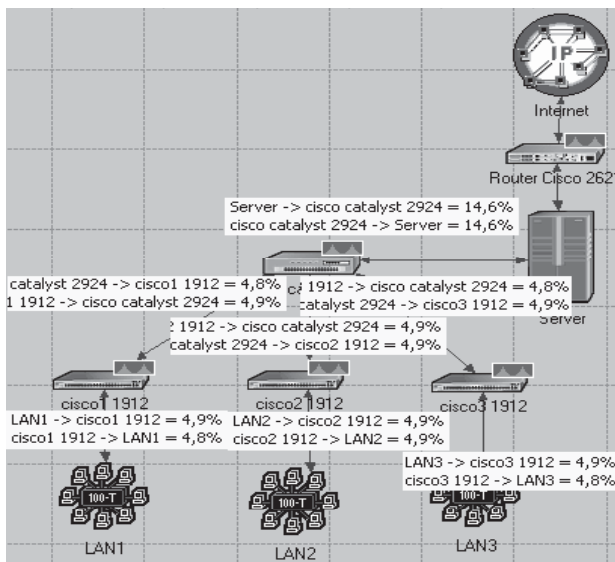 IP
Internet
Router Cisco 262
Server -> cisco catalyst 2924 = 14,6%
cisco catalyst 2924 -> Server = 14,6%
catalyst 2924 -> cisco1 1912 = 4,8%
1 1912 -> cisco catalyst 2924 = 4,9%
1912 -> cisco catalyst 2924 = 4,8%
catalyst 2924 -> cisco3 1912 = 4,9%
Server
2 1912 -> cisco catalyst 2924 = 4,9%
catalyst 2924 -> cisco2 1912 = 4,9%
cisco1 1912
cisco2 1912
cisco3 1912
LAN1 -> cisco1 1912 = 4,9%
cisco1 1912 -> LAN1 = 4,8%
LAN2 -> cisco2 1912 = 4,9%
cisco2 1912 -> LAN2 = 4,9%
LAN3 -> cisco3 1912 = 4,9%
cisco3 1912 -> LAN3 = 4,8%
100-T
100-T
100-T
LAN1
LAN2
LAN3